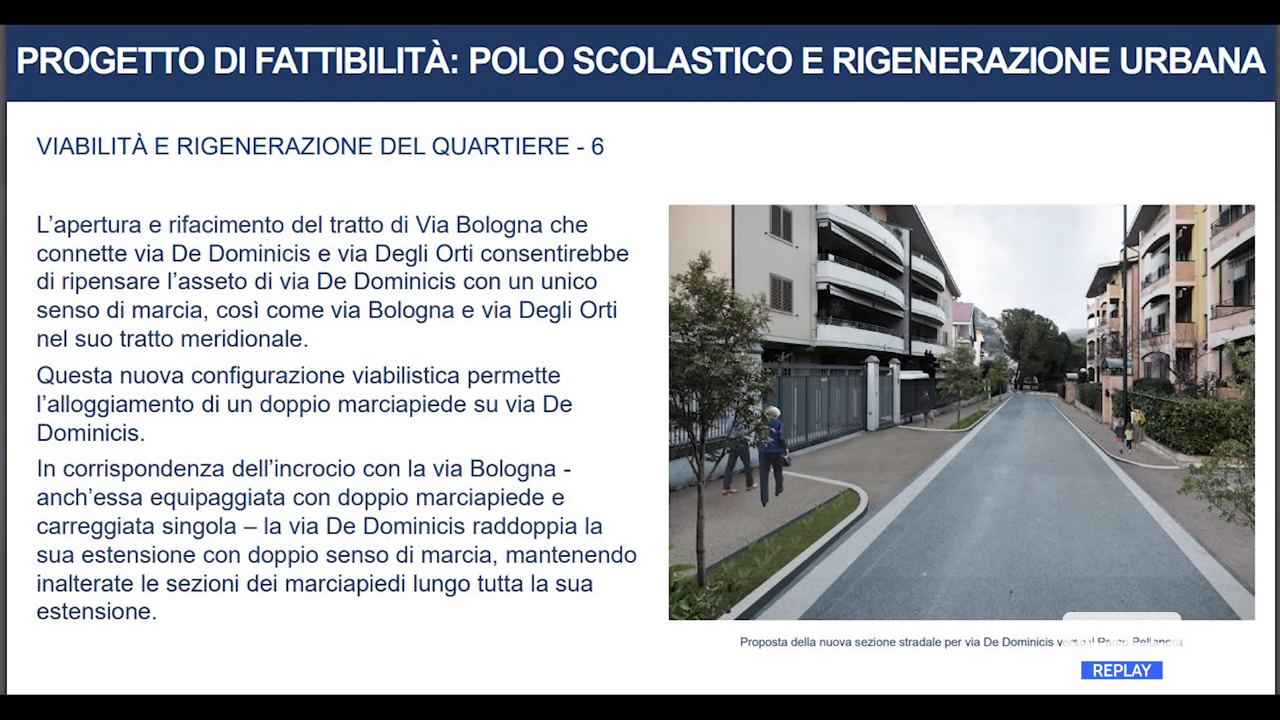 PROGETTO DI FATTIBILITÀ: POLO SCOLASTICO E RIGENERAZIONE URBANA
VIABILITÀ E RIGENERAZIONE DEL QUARTIERE - 6
L’apertura e rifacimento del tratto di Via Bologna che
connette via De Dominicis e via Degli Orti consentirebbe
di ripensare l’asseto di via De Dominicis con un unico
senso di marcia, così come via Bologna e via Degli Orti
nel suo tratto meridionale.
Questa nuova configurazione viabilistica permette
l’alloggiamento di un doppio marciapiede su via De
Dominicis.
In corrispondenza dell’incrocio con la via Bologna -
anch’essa equipaggiata con doppio marciapiede e
carreggiata singola – la via De Dominicis raddoppia la
sua estensione con doppio senso di marcia, mantenendo
inalterate le sezioni dei marciapiedi lungo tutta la sua
estensione.
Proposta della nuova sezione stradale per via De Dominicis verso il Parco
REPLAY